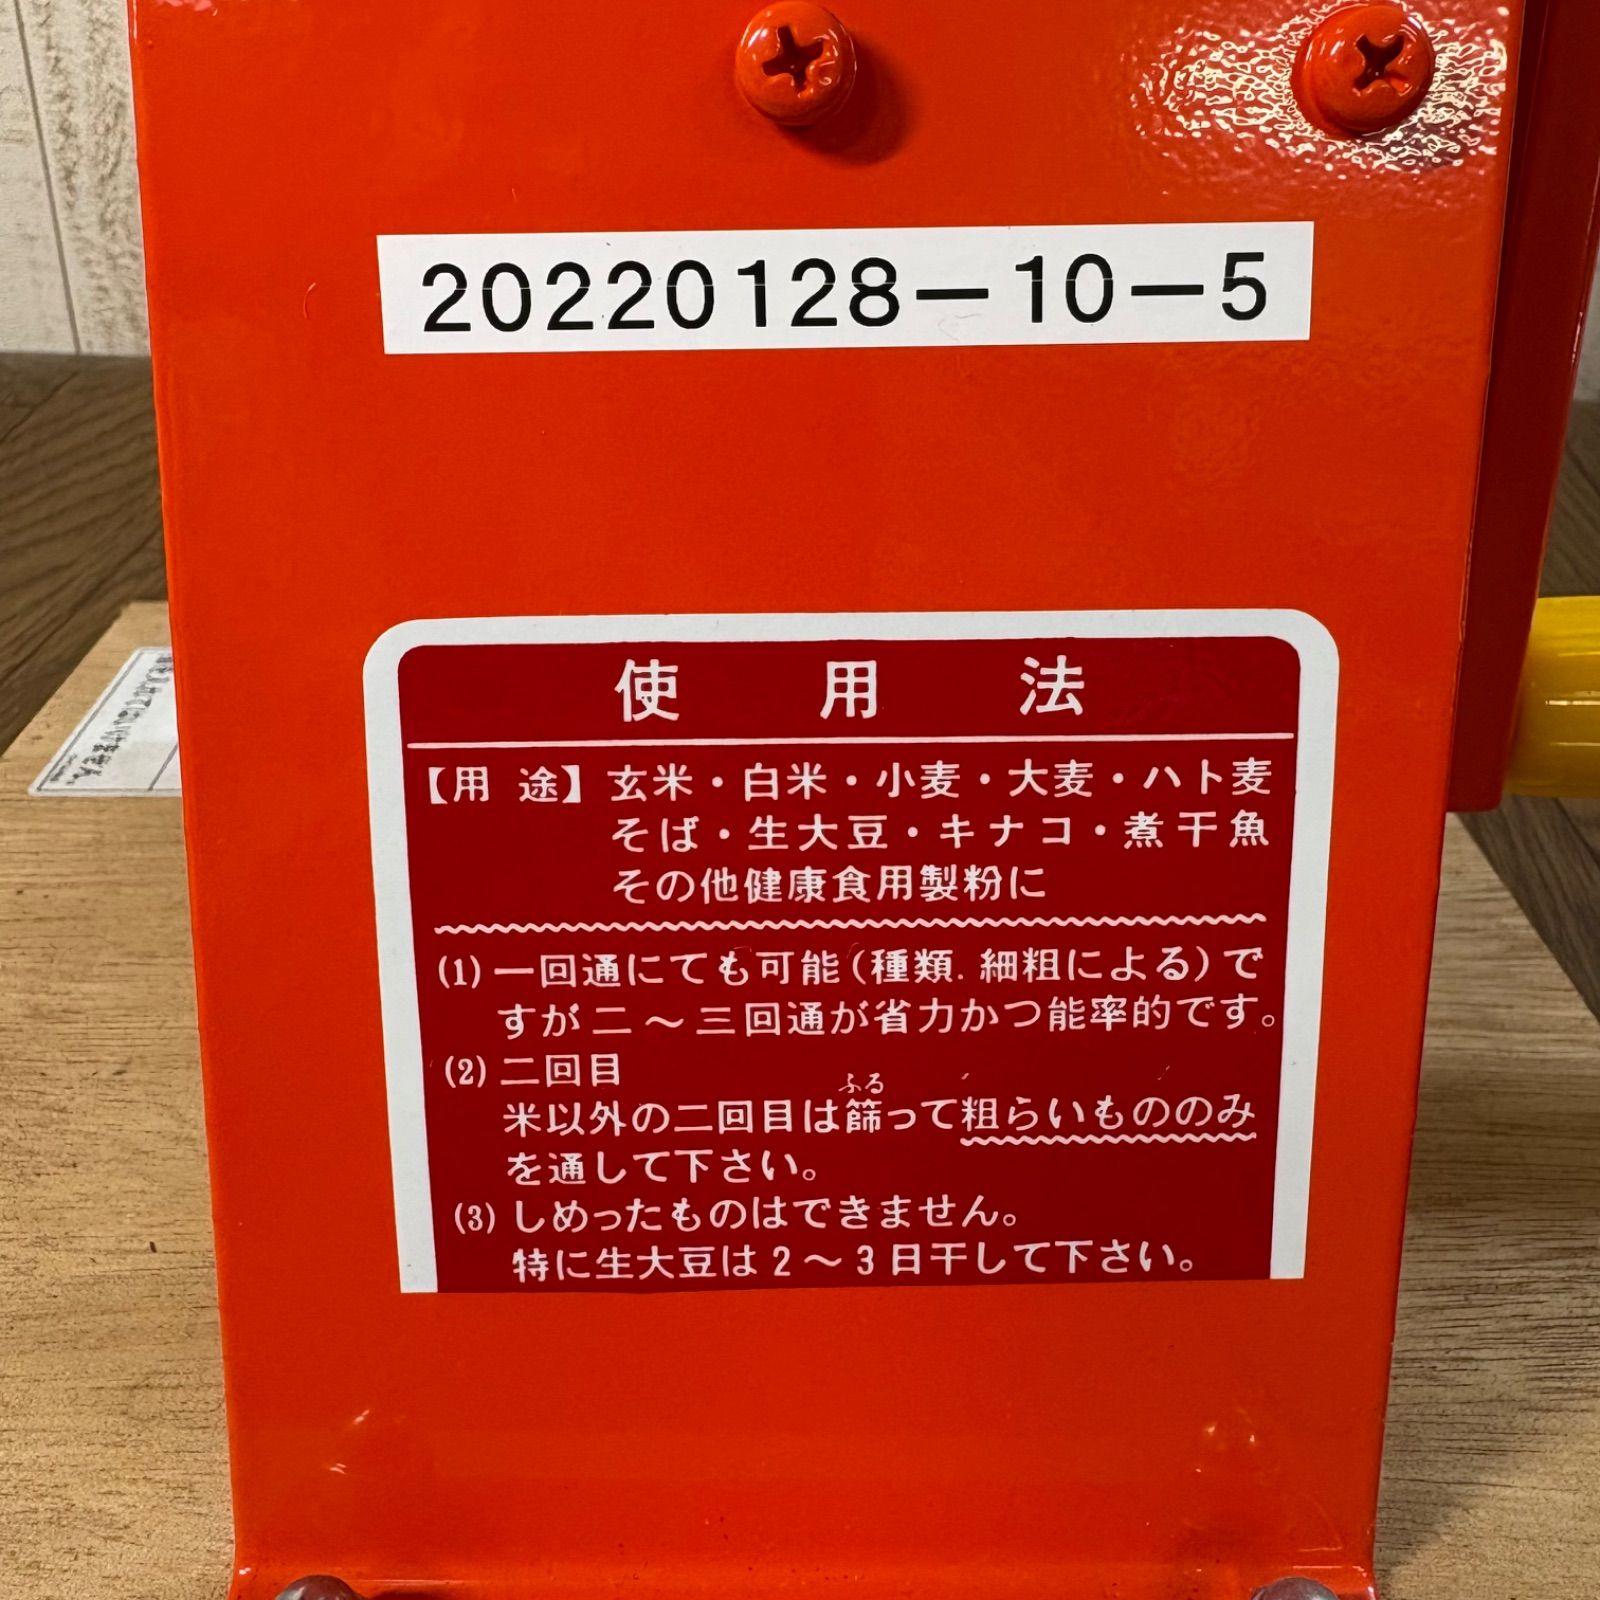 20220128-10-5
使用法
【用途】玄米・白米・小麦・大麦・ハト麦
そば・生大豆・キナコ・煮干魚
その他健康食用製粉に
(1)一回通にても可能(種類.細粗による)で
すが二〜三回通が省力かつ能率的です。
(2)二回目
ふる
米以外の二回目は篩って粗らいもののみ
を通して下さい。
(3)しめったものはできません。
特に生大豆は2〜3日干して下さい。